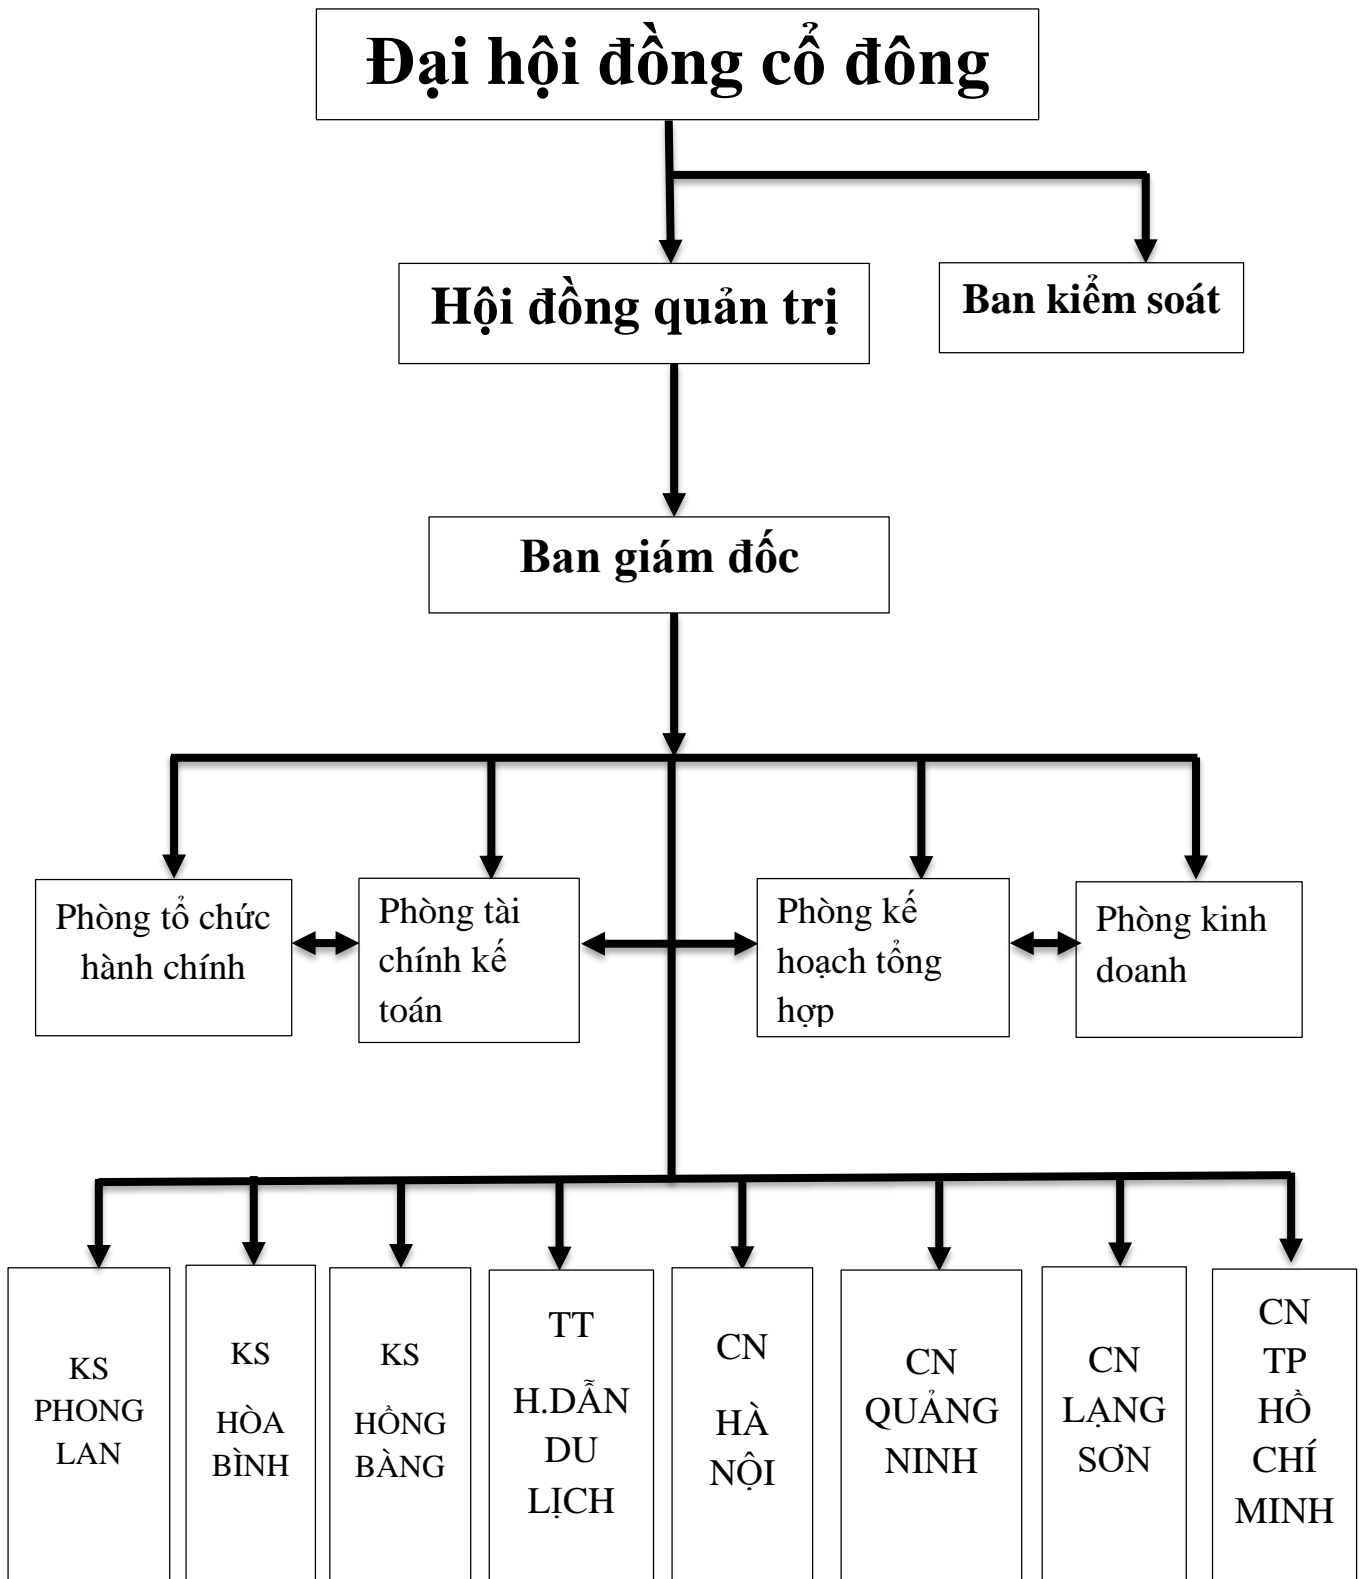 Đại hội đồng cổ đông
Hội đồng quản trị
Ban kiểm soát
Ban giám đốc
Phòng tổ chức
hành chính
Phòng tài
chính kế
toán
Phòng kế
hoạch tổng
hợp
Phòng kinh
doanh
KS
PHONG
LAN
KS
HÒA
BÌNH
KS
HỒNG
BÀNG
TT
H.DẪN
DU
LỊCH
CN
HÀ
NỘI
CN
QUẢNG
NINH
CN
LẠNG
SƠN
CN
TP
HỒ
CHÍ
MINH